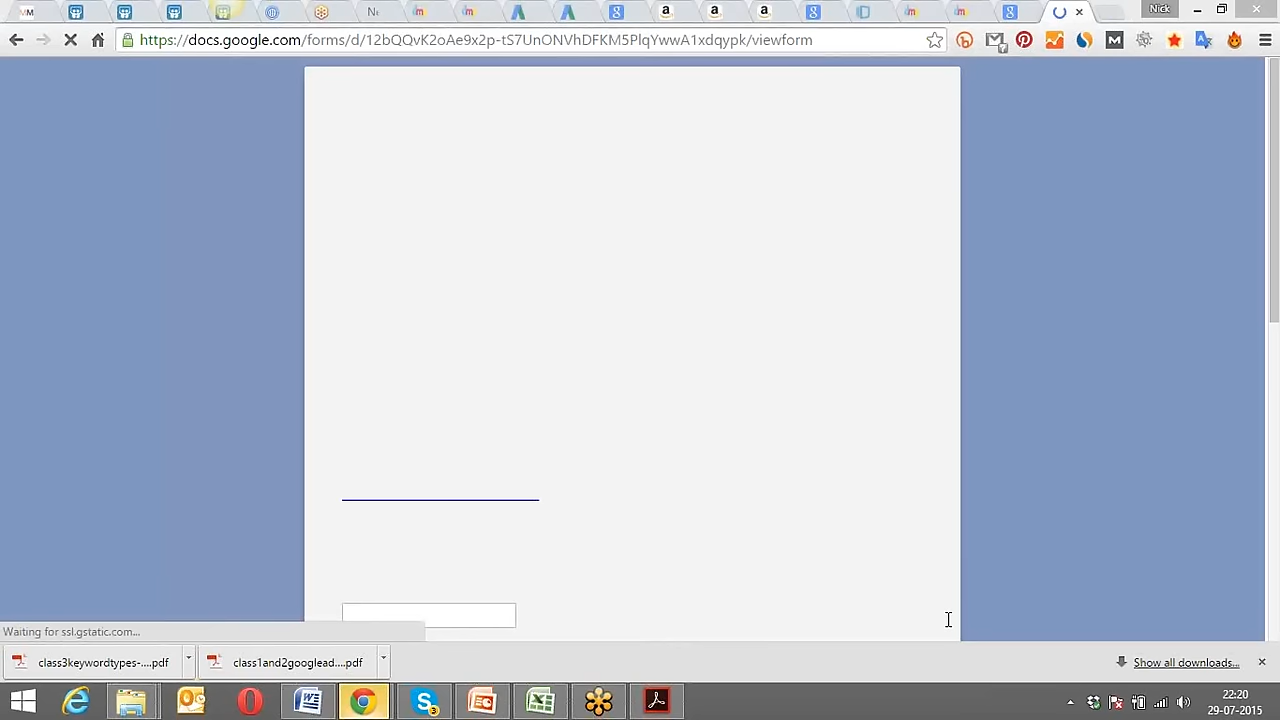 Nick
https://docs.google.com/forms/d/12bQOvK2oAe9x2p-tS7UnONVhDFKM5PlqYwwA1xdqypk/viewform
Waiting for ssl.gstatic.com...
class3keywordtypes-....pdf
class1and2googlead....pdf
Show all downloads...
22:20
29-07-2015